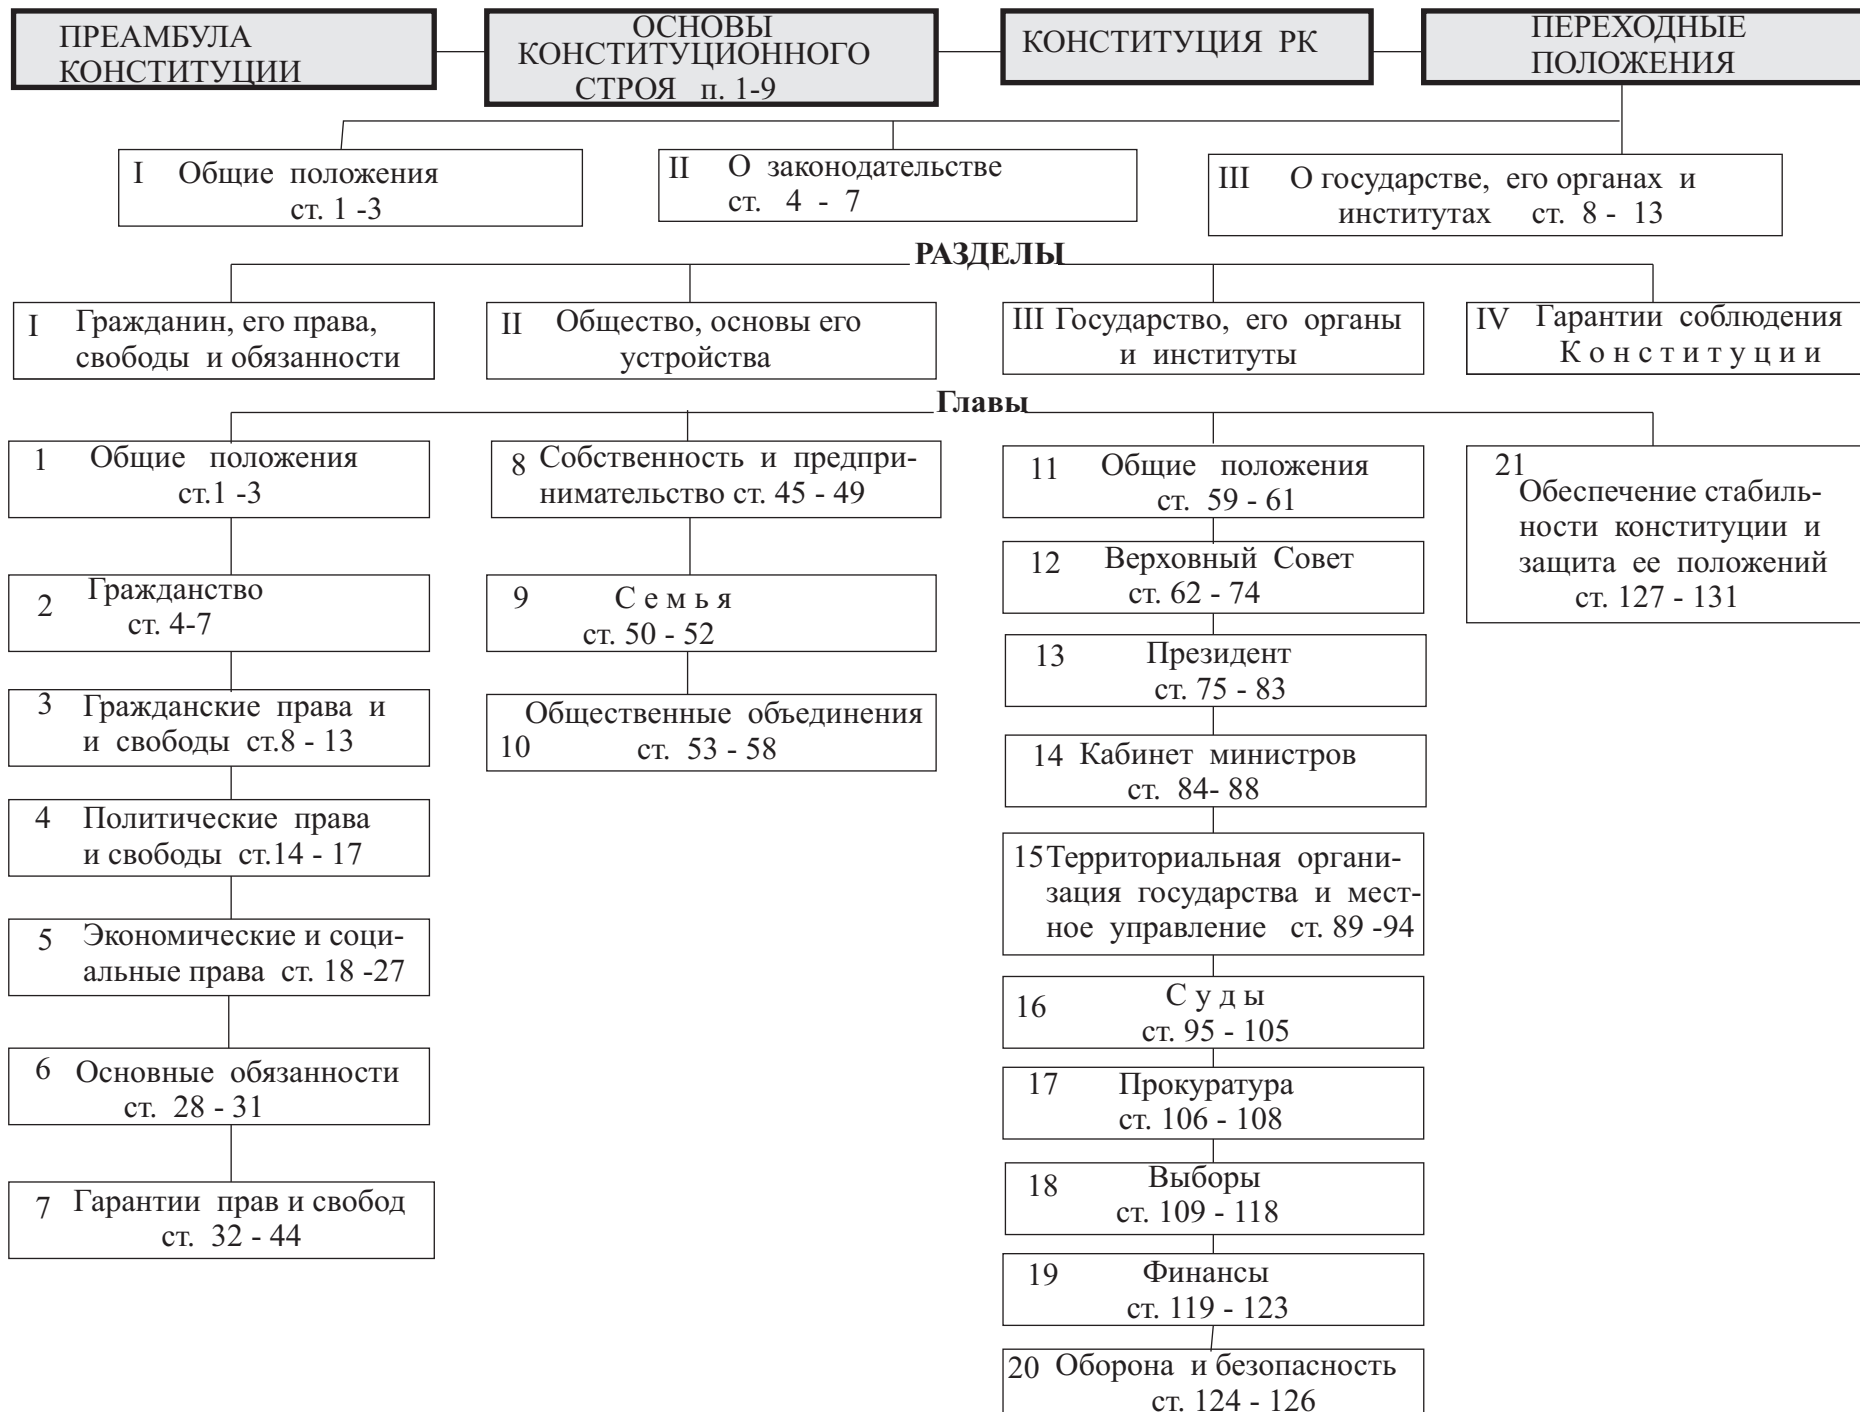 ПРЕАМБУЛА
КОНСТИТУЦИИ
ОСНОВЫ
КОНСТИТУЦИОННОГО
СТРОЯ п. 1-9
КОНСТИТУЦИЯ РК
ПЕРЕХОДНЫЕ
ПОЛОЖЕНИЯ
I Общие положения
ст. 1 -3
II О законодательстве
ст. 4 - 7
III О государстве, его органах и
институтах ст. 8 - 13
РАЗДЕЛЫ
I Гражданин, его права,
свободы и обязанности
II Общество, основы его
устройства
III Государство, его органы
и институты
IV Гарантии соблюдения
К о н с т и т у ц и и
Главы
1 Общие положения
ст.1 -3
2 Гражданство
ст. 4-7
3 Гражданские права и
и свободы ст.8 - 13
4 Политические права
и свободы ст.14 - 17
5 Экономические и соци-
альные права ст. 18 -27
6 Основные обязанности
ст. 28 - 31
7 Гарантии прав и свобод
ст. 32 - 44
8 Собственность и предпри-
нимательство ст. 45 - 49
9 С е м ь я
ст. 50 - 52
Общественные объединения
10 ст. 53 - 58
11 Общие положения
ст. 59 - 61
12 Верховный Совет
ст. 62 - 74
13 Президент
ст. 75 - 83
14 Кабинет министров
ст. 84- 88
15 Территориальная органи-
зация государства и мест-
ное управление ст. 89 -94
16 С у д ы
ст. 95 - 105
17 Прокуратура
ст. 106 - 108
18 Выборы
ст. 109 - 118
19 Финансы
ст. 119 - 123
20 Оборона и безопасность
ст. 124 - 126
21
Обеспечение стабиль-
ности конституции и
защита ее положений
ст. 127 - 131